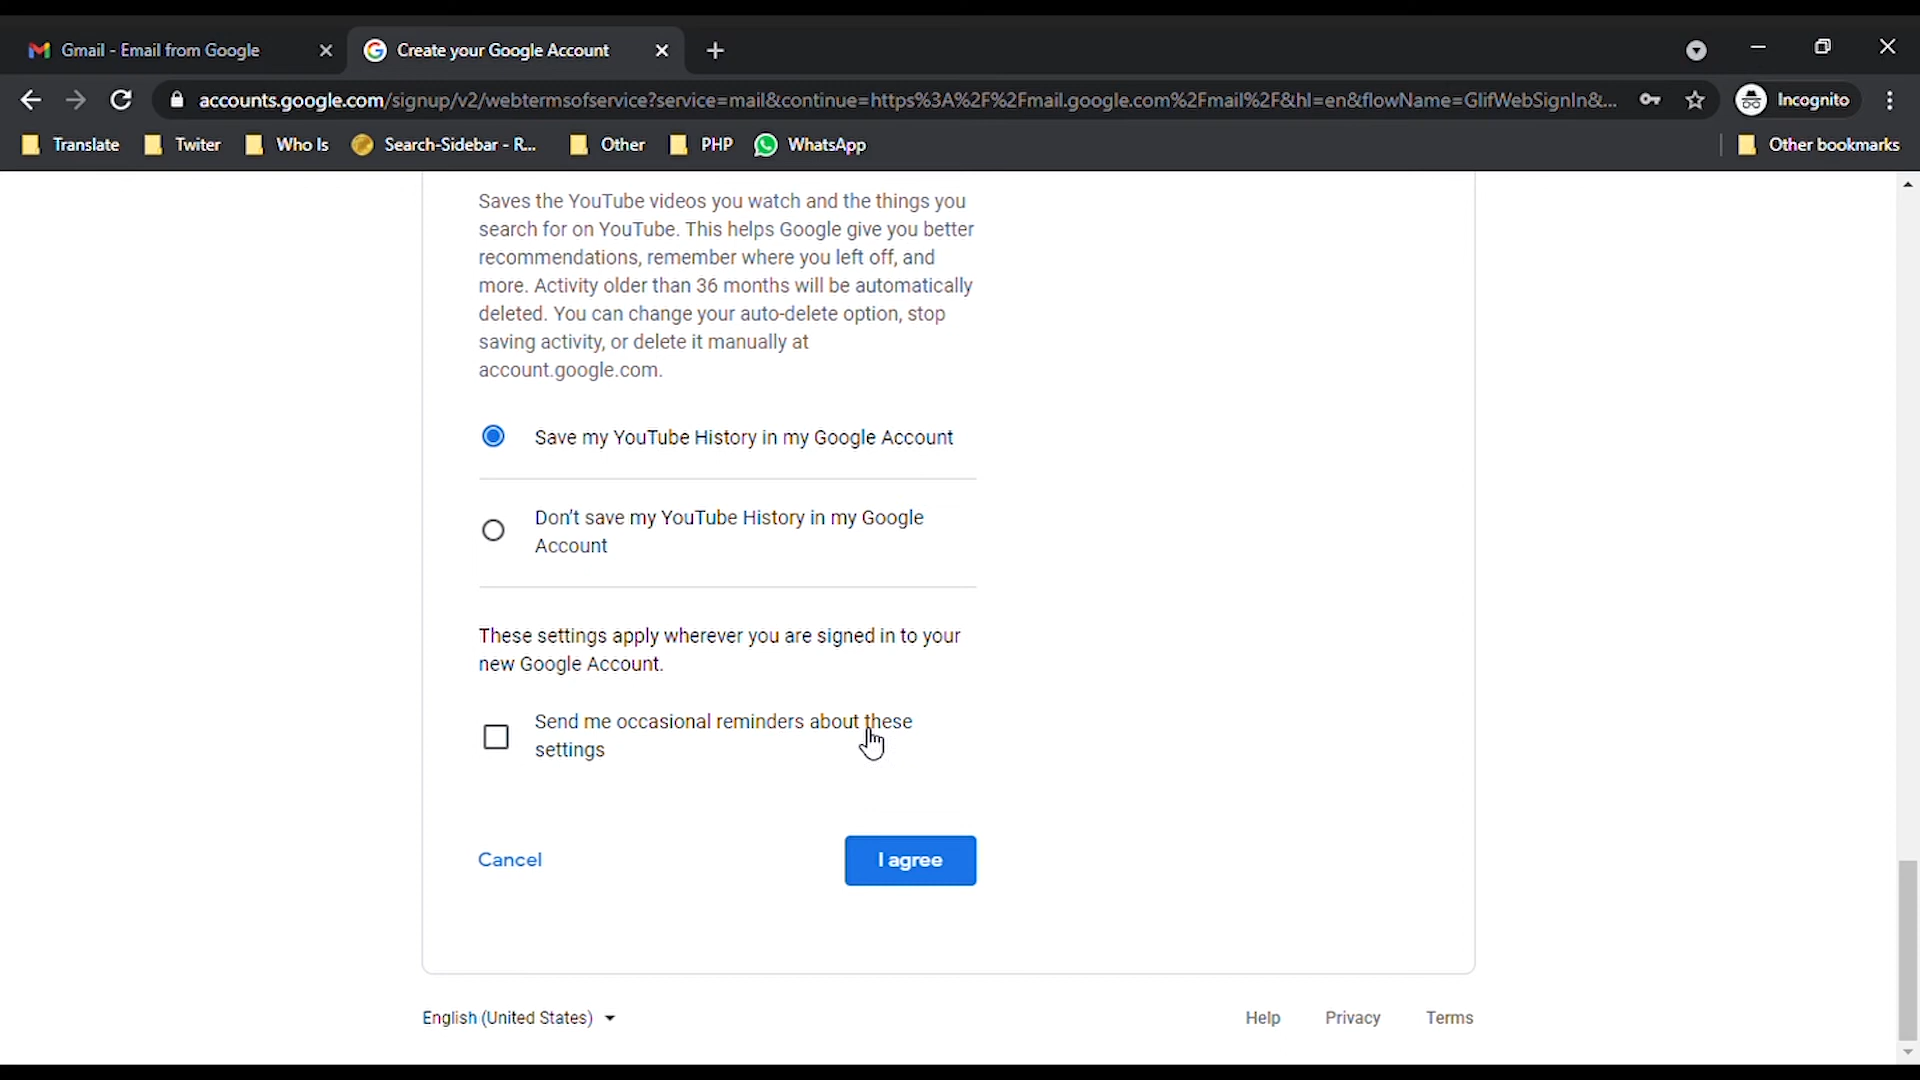 Gmail - Email from Google
Create your Google Account
accounts.google.com/signup/v2/webtermsofservice?service=mail&continue=https%3A%2F%2Fmail.google.com%2Fmail%2F&hl=en&flowName=GlifWebSignIn&...
Incognito
Translate
Twiter
Who Is
Search-Sidebar - R...
Other
PHP
WhatsApp
Other bookmarks
Saves the YouTube videos you watch and the things you
search for on YouTube. This helps Google give you better
recommendations, remember where you left off, and
more. Activity older than 36 months will be automatically
deleted. You can change your auto-delete option, stop
saving activity, or delete it manually at
account.google.com.
Save my YouTube History in my Google Account
Don't save my YouTube History in my Google
Account
These settings apply wherever you are signed in to your
new Google Account.
Send me occasional reminders about these
settings
Cancel
I agree
English (United States)
Help
Privacy
Terms